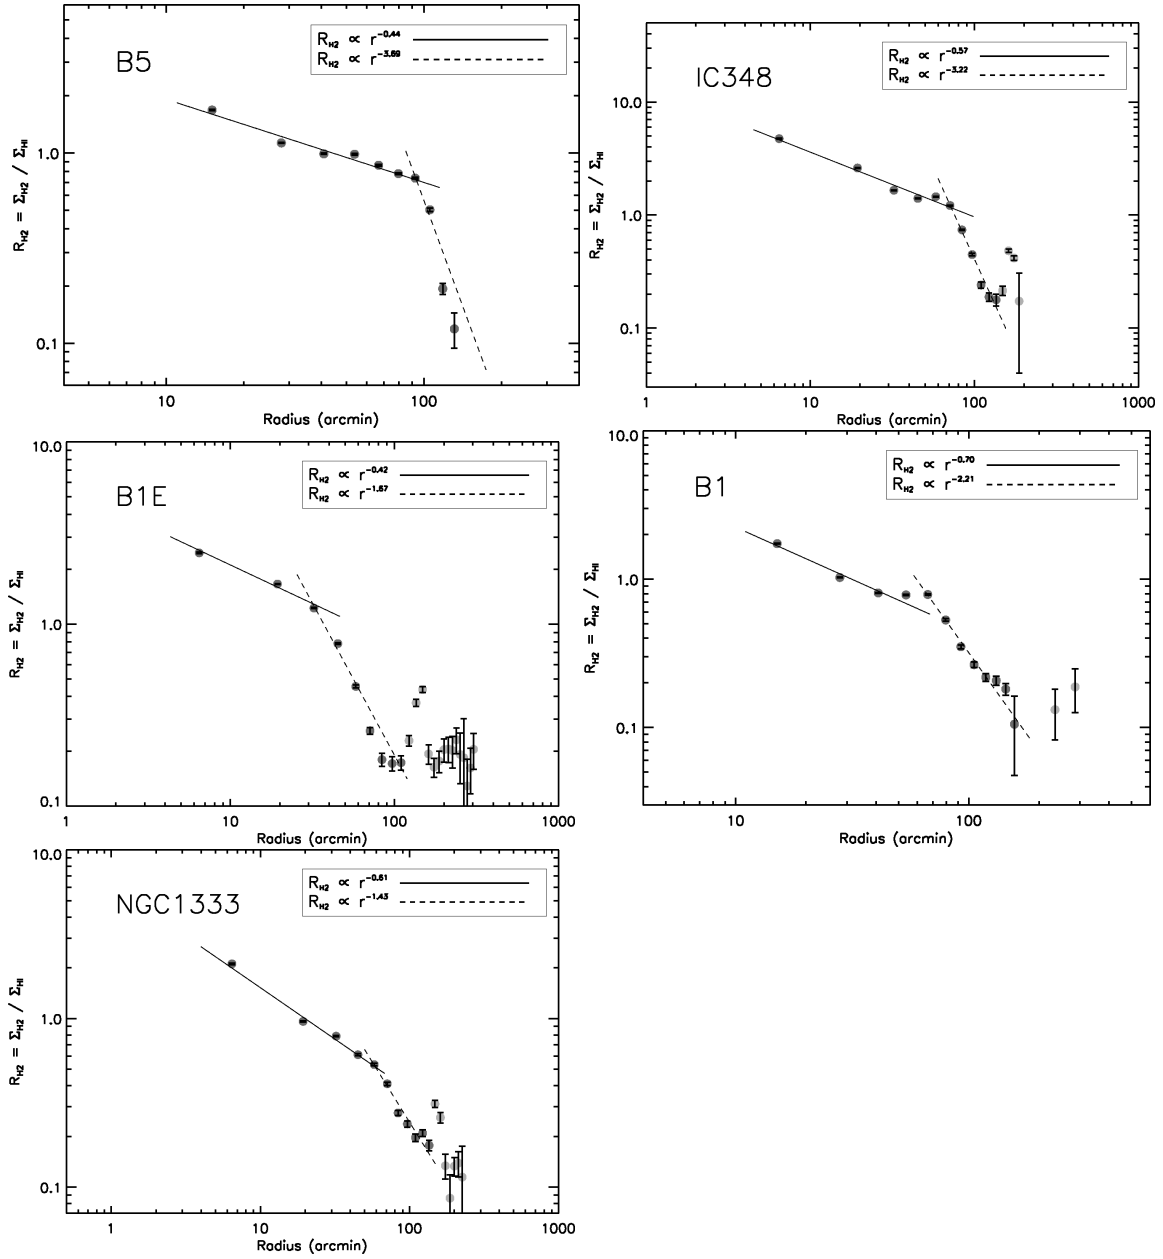 B5
R_H2 ∝ r^-0.44
R_H2 ∝ r^-3.69
1.0
0.1
R_H2 = Σ_H2 / Σ_HI
10
100
Radius (arcmin)
IC348
R_H2 ∝ r^-0.57
R_H2 ∝ r^-3.22
10.0
1.0
0.1
R_H2 = Σ_H2 / Σ_HI
1
10
100
1000
Radius (arcmin)
B1E
R_H2 ∝ r^-0.42
R_H2 ∝ r^-1.67
10.0
1.0
0.1
R_H2 = Σ_H2 / Σ_HI
1
10
100
1000
Radius (arcmin)
B1
R_H2 ∝ r^-0.70
R_H2 ∝ r^-2.21
10.0
1.0
0.1
R_H2 = Σ_H2 / Σ_HI
10
100
Radius (arcmin)
NGC1333
R_H2 ∝ r^-0.61
R_H2 ∝ r^-1.43
10.0
1.0
0.1
R_H2 = Σ_H2 / Σ_HI
1
10
100
1000
Radius (arcmin)